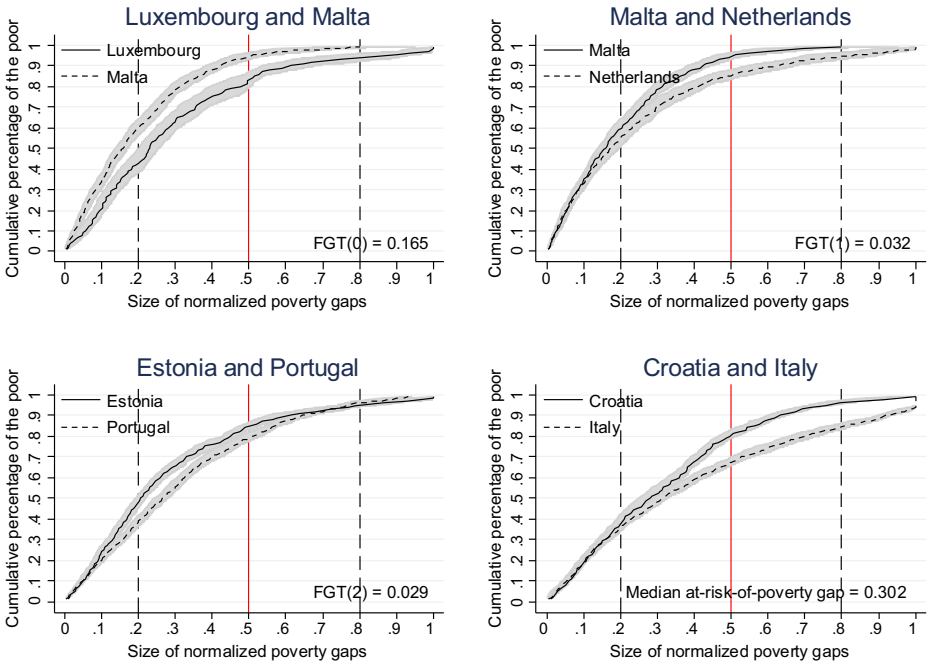 Luxembourg and Malta
Cumulative percentage of the poor
0 .1 .2 .3 .4 .5 .6 .7 .8 .9 1
Luxembourg
Malta
FGT(0) = 0.165
0 .1 .2 .3 .4 .5 .6 .7 .8 .9 1
Size of normalized poverty gaps
Malta and Netherlands
Cumulative percentage of the poor
0 .1 .2 .3 .4 .5 .6 .7 .8 .9 1
Malta
Netherlands
FGT(1) = 0.032
0 .1 .2 .3 .4 .5 .6 .7 .8 .9 1
Size of normalized poverty gaps
Estonia and Portugal
Cumulative percentage of the poor
0 .1 .2 .3 .4 .5 .6 .7 .8 .9 1
Estonia
Portugal
FGT(2) = 0.029
0 .1 .2 .3 .4 .5 .6 .7 .8 .9 1
Size of normalized poverty gaps
Croatia and Italy
Cumulative percentage of the poor
0 .1 .2 .3 .4 .5 .6 .7 .8 .9 1
Croatia
Italy
Median at-risk-of-poverty gap = 0.302
0 .1 .2 .3 .4 .5 .6 .7 .8 .9 1
Size of normalized poverty gaps